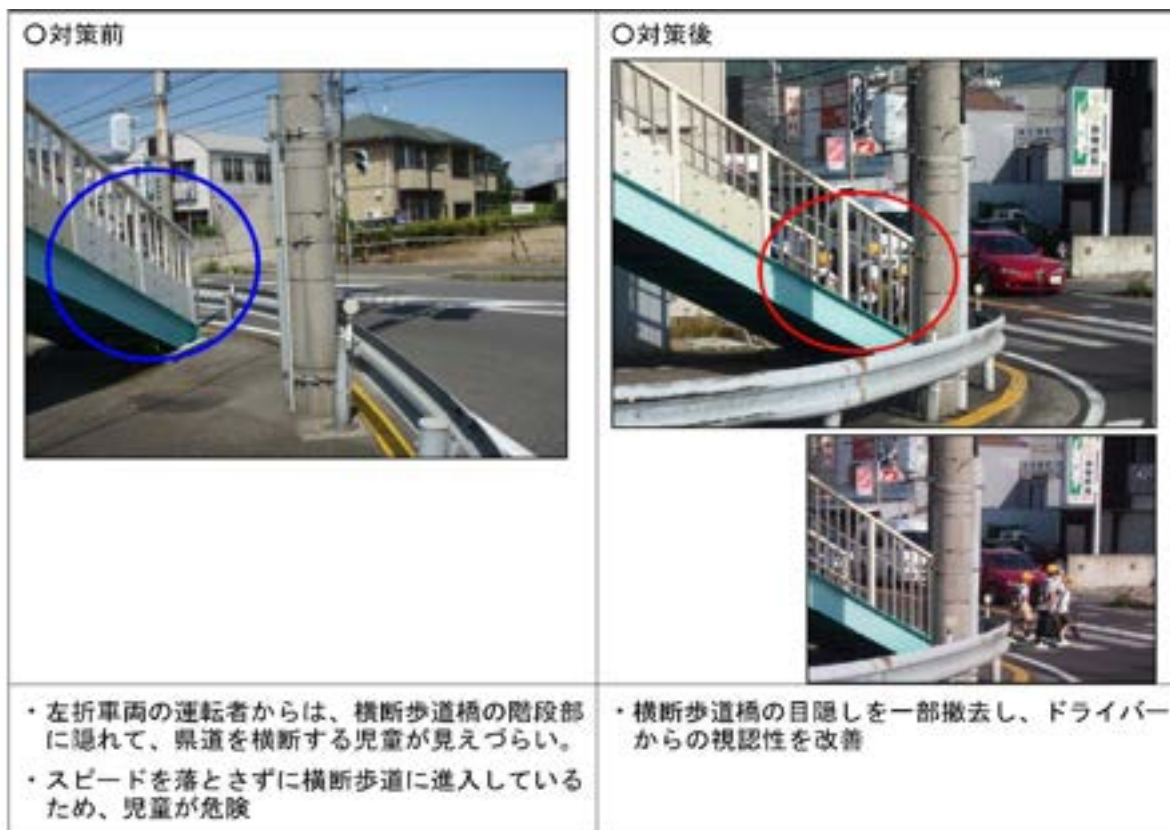 ○対策前
○対策後
・左折車両の運転者からは、横断歩道橋の階段部
に隠れて、県道を横断する児童が見えづらい。
・スピードを落とさずに横断歩道に進入している
ため、児童が危険
・横断歩道橋の目隠しを一部撤去し、ドライバー
からの視認性を改善